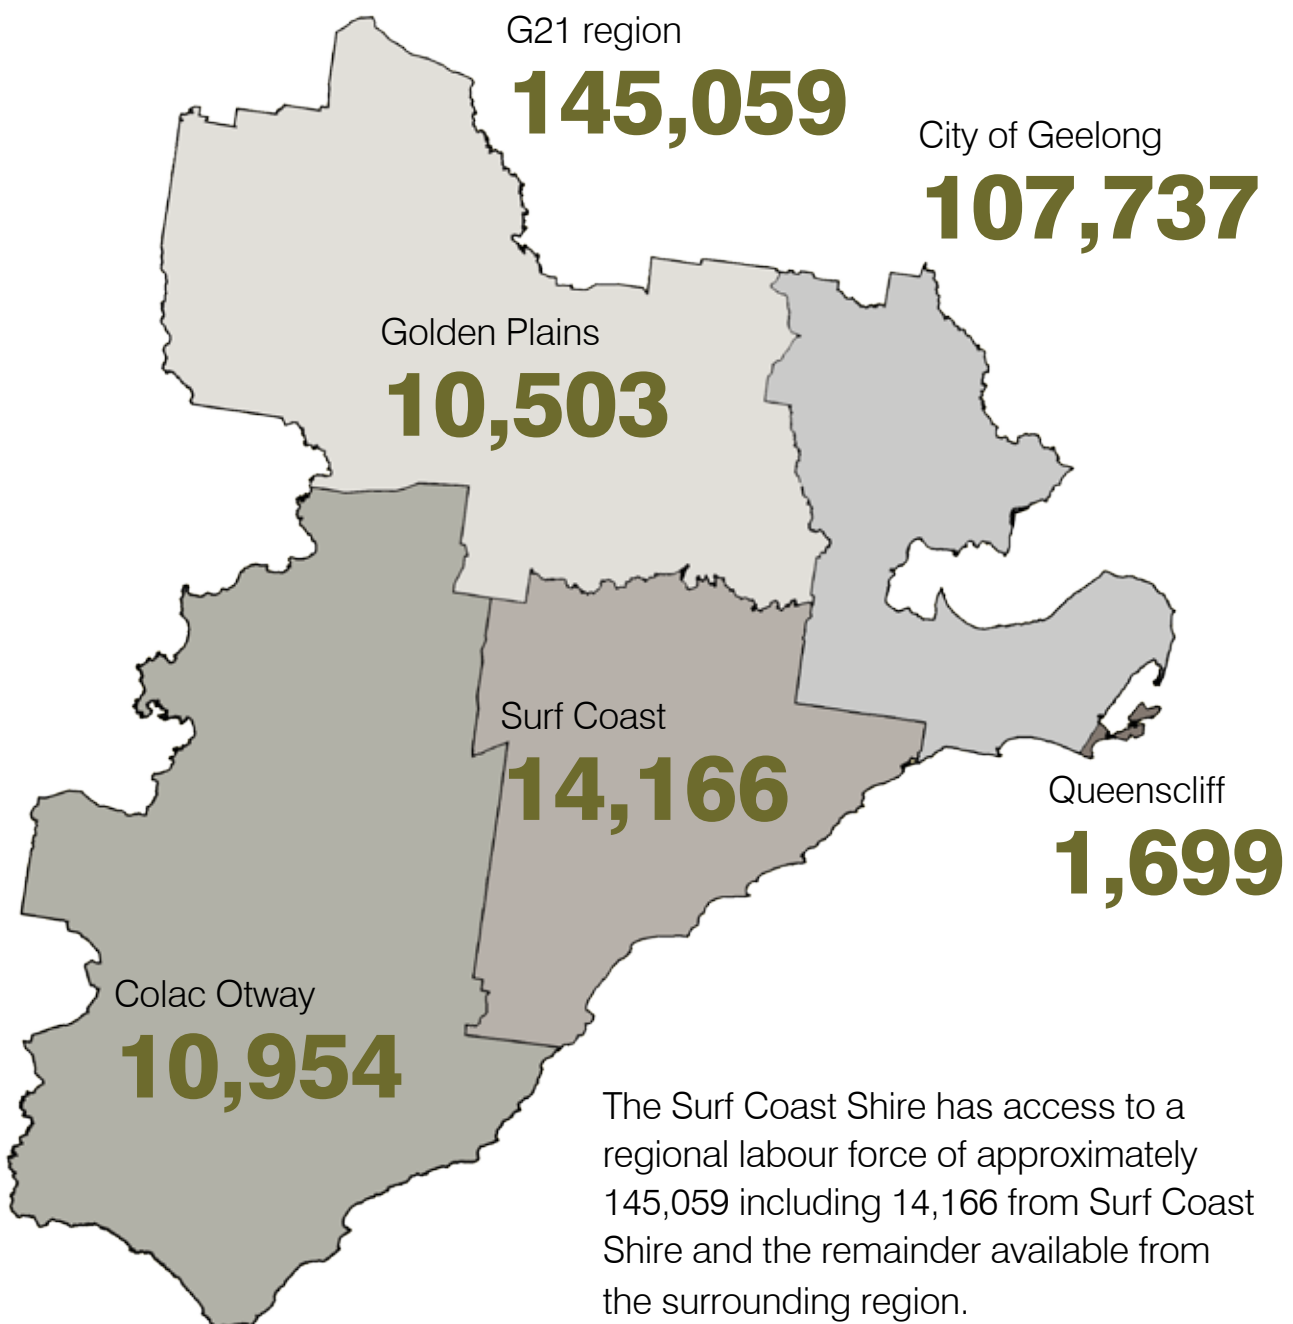 G21 region
145,059
City of Geelong
107,737
Golden Plains
10,503
Surf Coast
14,166
Queenscliff
1,699
Colac Otway
10,954
The Surf Coast Shire has access to a
regional labour force of approximately
145,059 including 14,166 from Surf Coast
Shire and the remainder available from
the surrounding region.